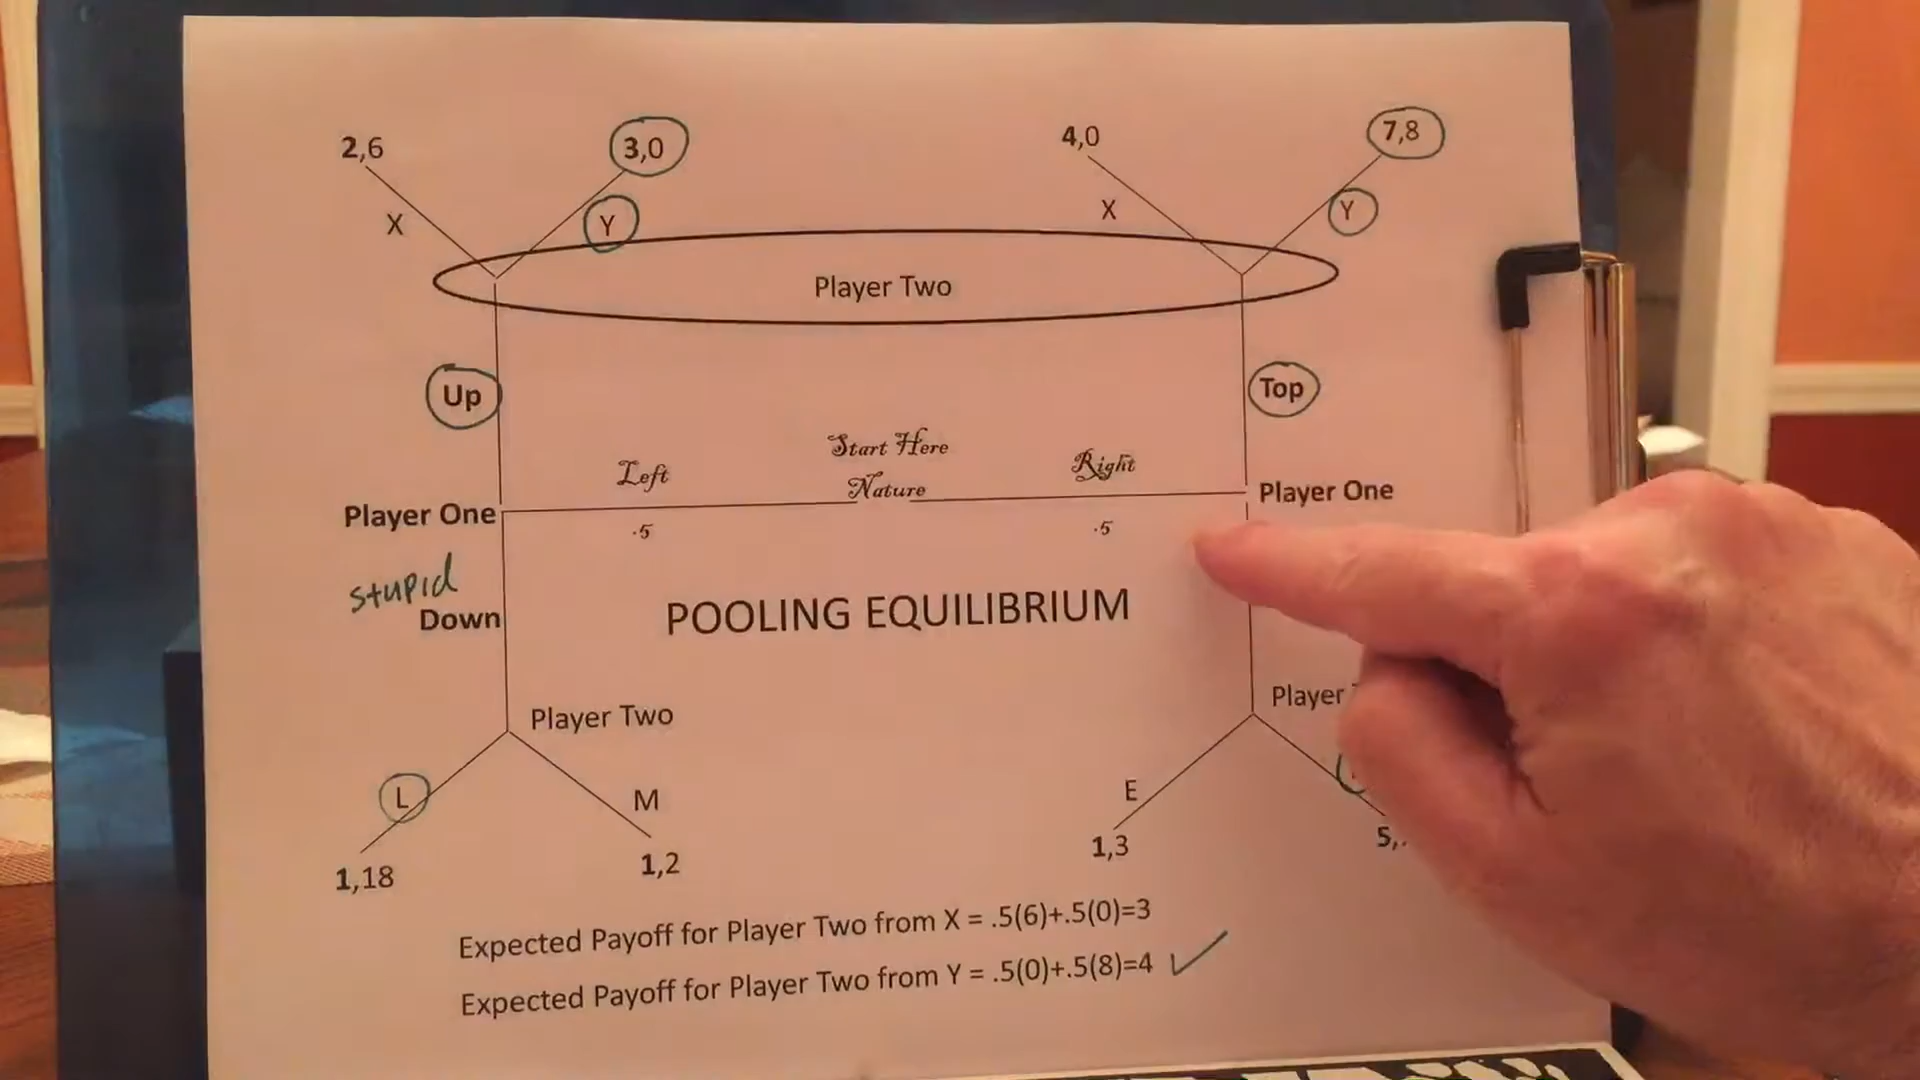 2,6
3,0
4,0
7,8
X
Y
X
Y
Player Two
Up
Top
Start Here
Left
Right
Nature
Player One
Player One
.5
.5
stupid
Down
POOLING EQUILIBRIUM
Player Two
Player
L
M
E
1,18
1,2
1,3
5,
Expected Payoff for Player Two from X = .5(6)+.5(0)=3
Expected Payoff for Player Two from Y = .5(0)+.5(8)=4